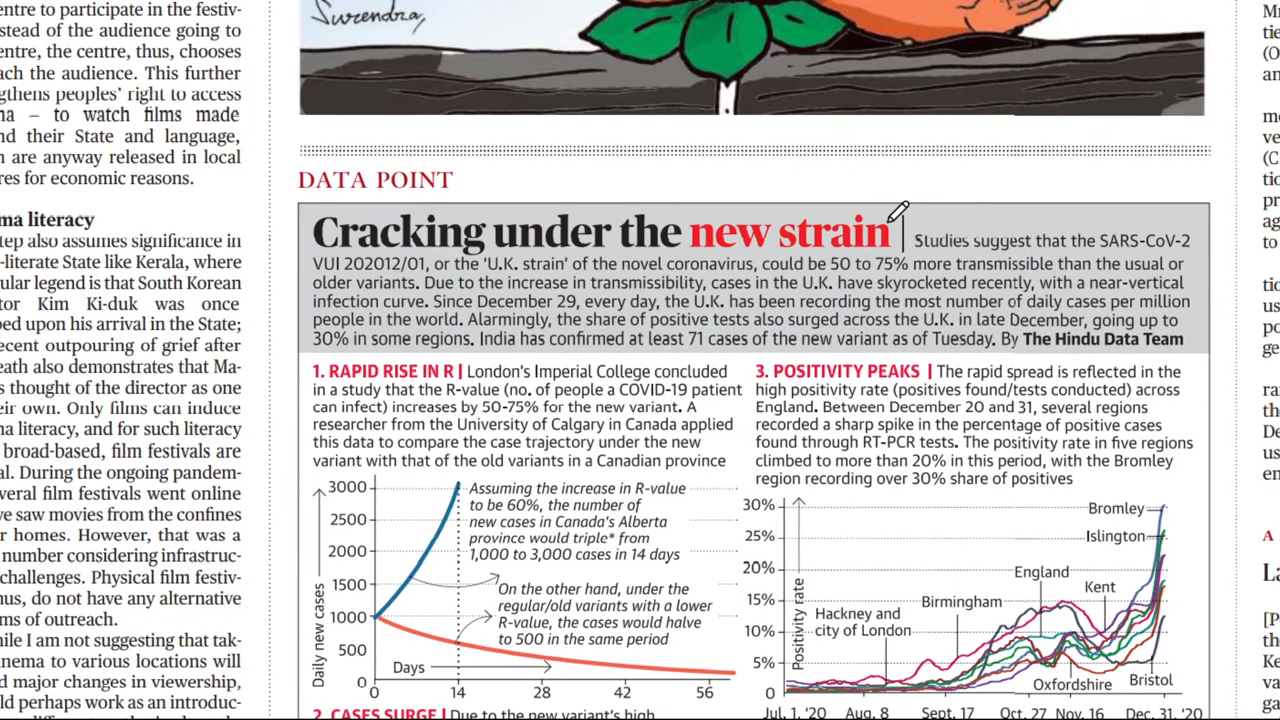 entre to participate in the festiv-
stead of the audience going to
entre, the centre, thus, chooses
ach the audience. This further
gthens peoples' right to access
na – to watch films made
nd their State and language,
n are anyway released in local
res for economic reasons.
ma literacy
tep also assumes significance in
-literate State like Kerala, where
ular legend is that South Korean
tor Kim Ki-duk was once
bed upon his arrival in the State;
ecent outpouring of grief after
eath also demonstrates that Ma-
s thought of the director as one
eir own. Only films can induce
na literacy, and for such literacy
broad-based, film festivals are
al. During the ongoing pandem-
veral film festivals went online
ve saw movies from the confines
r homes. However, that was a
number considering infrastruc-
challenges. Physical film festiv-
hus, do not have any alternative
ms of outreach.
hile I am not suggesting that tak-
inema to various locations will
d major changes in viewership,
ld perhaps work as an introduc-
Surendra
DATA POINT
Cracking under the new strain
Studies suggest that the SARS-CoV-2
VUI 202012/01, or the 'U.K. strain' of the novel coronavirus, could be 50 to 75% more transmissible than the usual or
older variants. Due to the increase in transmissibility, cases in the U.K. have skyrocketed recently, with a near-vertical
infection curve. Since December 29, every day, the U.K. has been recording the most number of daily cases per million
people in the world. Alarmingly, the share of positive tests also surged across the U.K. in late December, going up to
30% in some regions. India has confirmed at least 71 cases of the new variant as of Tuesday. By The Hindu Data Team
1. RAPID RISE IN R | London's Imperial College concluded
in a study that the R-value (no. of people a COVID-19 patient
can infect) increases by 50-75% for the new variant. A
researcher from the University of Calgary in Canada applied
this data to compare the case trajectory under the new
variant with that of the old variants in a Canadian province
Daily new cases
3000
2500
2000
1500
1000
500
0
Assuming the increase in R-value
to be 60%, the number of
new cases in Canada's Alberta
province would triple* from
1,000 to 3,000 cases in 14 days
On the other hand, under the
regular/old variants with a lower
R-value, the cases would halve
to 500 in the same period
Days
0 14 28 42 56
2. CASES SURGE | Due to the new variant's high
3. POSITIVITY PEAKS | The rapid spread is reflected in the
high positivity rate (positives found/tests conducted) across
England. Between December 20 and 31, several regions
recorded a sharp spike in the percentage of positive cases
found through RT-PCR tests. The positivity rate in five regions
climbed to more than 20% in this period, with the Bromley
region recording over 30% share of positives
Positivity rate
30%
25%
20%
15%
10%
5%
0
Bromley
Islington
England
Kent
Birmingham
Hackney and
city of London
Oxfordshire
Bristol
Jul. 1, '20 Aug. 8 Sept. 17 Oct. 27 Nov. 16 Dec. 31, '20